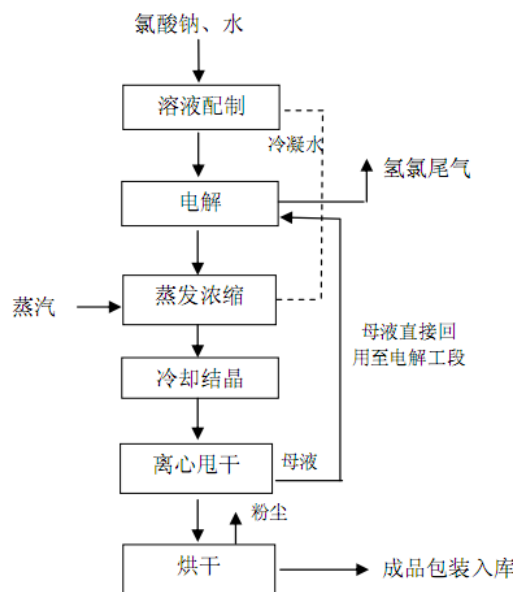 氯酸钠、水
溶液配制
冷凝水
氢氯尾气
电解
蒸汽
蒸发浓缩
母液直接回
用至电解工段
冷却结晶
离心甩干
母液
粉尘
烘干
成品包装入库